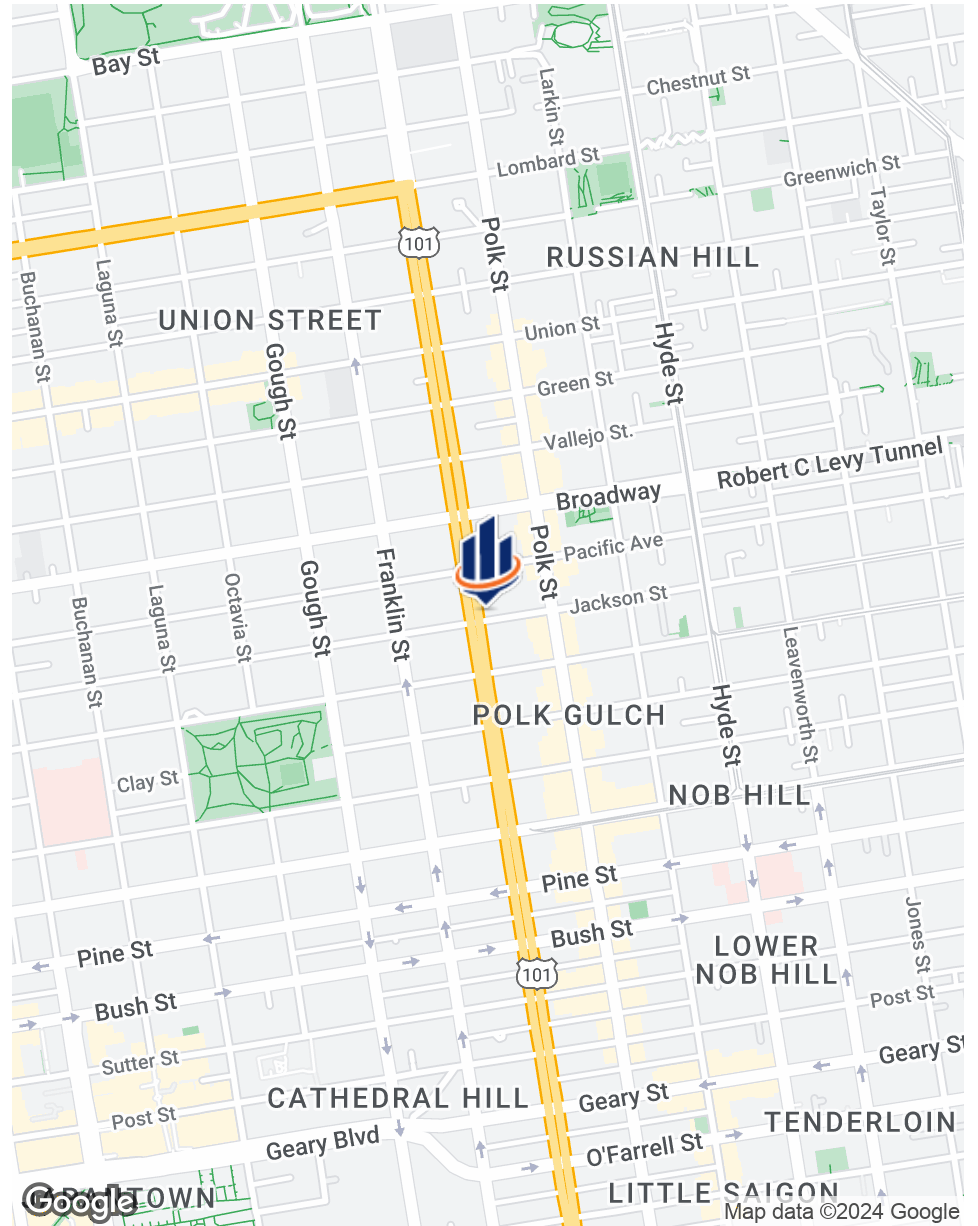 Bay St
Larkin St
Chestnut St
Lombard St
Greenwich St
Taylor St
Polk St
101
RUSSIAN HILL
Buchanan St
Laguna St
UNION STREET
Union St
Hyde St
Gough St
Green St
Vallejo St.
Robert C Levy Tunnel
Broadway
Polk St
Pacific Ave
Franklin St
Gough St
Octavia St
Laguna St
Buchanan St
Jackson St
Leavenworth St
Hyde St
POLK GULCH
Clay St
NOB HILL
Pine St
Jones St
Bush St
Pine St
LOWER
NOB HILL
101
Bush St
Post St
Sutter St
Geary St
CATHEDRAL HILL
Geary St
Post St
TENDERLOIN
Geary Blvd
O'Farrell St
LITTLE SAIGON
Google
Map data ©2024 Google